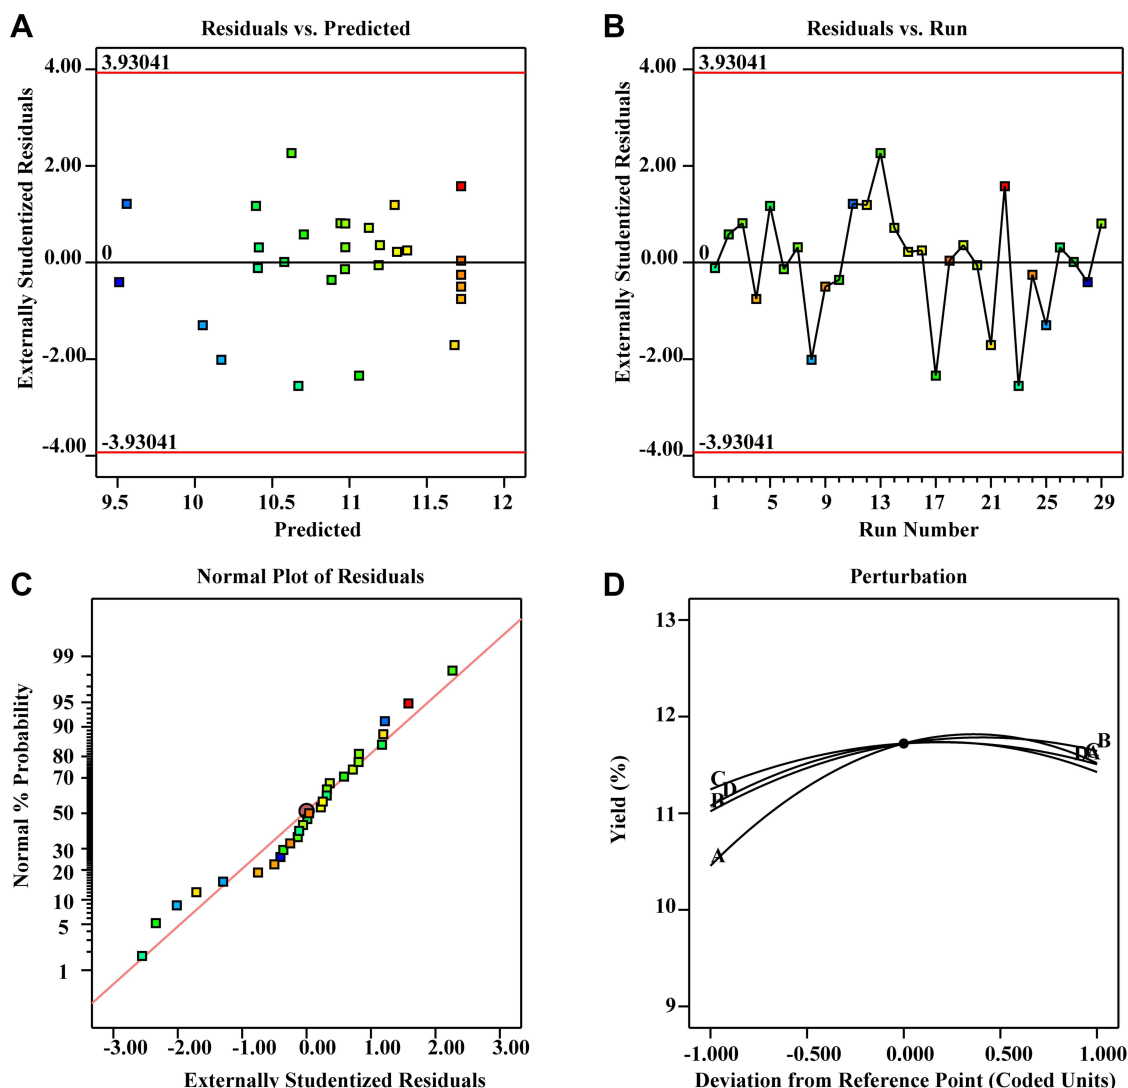 A
Residuals vs. Predicted
Externally Studentized Residuals
4.00
2.00
0.00
-2.00
-4.00
3.93041
0
-3.93041
9.5 10 10.5 11 11.5 12
Predicted
B
Residuals vs. Run
Externally Studentized Residuals
4.00
2.00
0.00
-2.00
-4.00
3.93041
0
-3.93041
1 5 9 13 17 21 25 29
Run Number
C
Normal Plot of Residuals
Normal % Probability
99
95
90
80
70
50
30
20
10
5
1
-3.00 -2.00 -1.00 0.00 1.00 2.00 3.00
Externally Studentized Residuals
D
Perturbation
Yield (%)
13
12
11
10
9
C
D
B
A
B
C
D
A
-1.000 -0.500 0.000 0.500 1.000
Deviation from Reference Point (Coded Units)